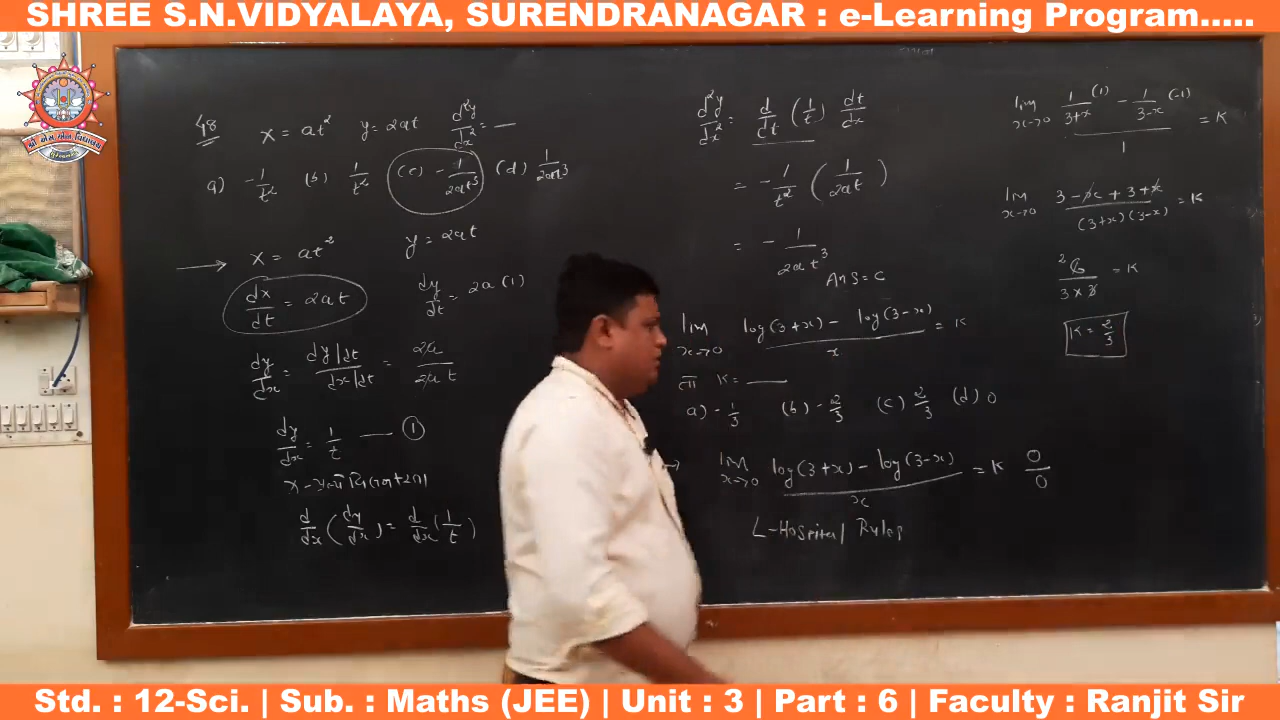 SHREE S.N.VIDYALAYA, SURENDRANAGAR : e-Learning Program.....
48 x = at² y = 2at d²y/dx² = —
a) -1/t² (b) 1/t² (c) -1/2at³ (d) 1/2at³
→ x = at² y = 2at
dx/dt = 2at dy/dt = 2a (1)
dy/dx = dy/dt / dx/dt = 2a/2at
dy/dx = 1/t — ①
d/dx (dy/dx) = d/dx (1/t)
d²y/dx² = d/dt (1/t) dt/dx
= -1/t² (1/2at)
= -1/2at³
Ans = C
lim x→0 log(3+x) - log(3-x) / x = K
તો K = —
a) -1/3 (b) -2/3 (c) 2/3 (d) 0
→ lim x→0 log(3+x) - log(3-x) / x = K 0/0
L-Hospital Rules
lim x→0 1/3+x (1) - 1/3-x (-1) / 1 = K
lim x→0 3-x+3+x / (3+x)(3-x) = K
2 6 / 3×3 = K
K = 2/3
Std. : 12-Sci. | Sub. : Maths (JEE) | Unit : 3 | Part : 6 | Faculty : Ranjit Sir